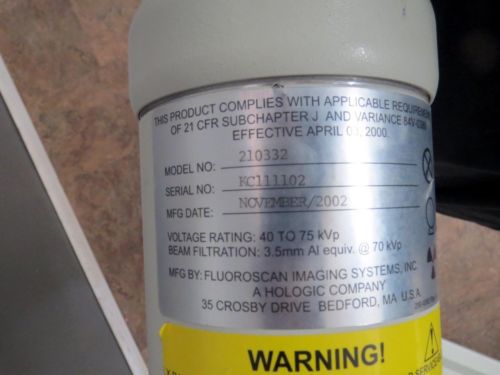 THIS PRODUCT COMPLIES WITH APPLICABLE REQUIREMEN
OF 21 CFR SUBCHAPTER J AND VARIANCE
EFFECTIVE APRIL 03, 2000.
MODEL NO: 210332
SERIAL NO: KC111102
MFG DATE: NOVEMBER/2002
VOLTAGE RATING: 40 TO 75 kVp
BEAM FILTRATION: 3.5mm Al equiv. @ 70 kVp
MFG BY: FLUOROSCAN IMAGING SYSTEMS, INC.
A HOLOGIC COMPANY
35 CROSBY DRIVE BEDFORD, MA U.S.A.
WARNING!